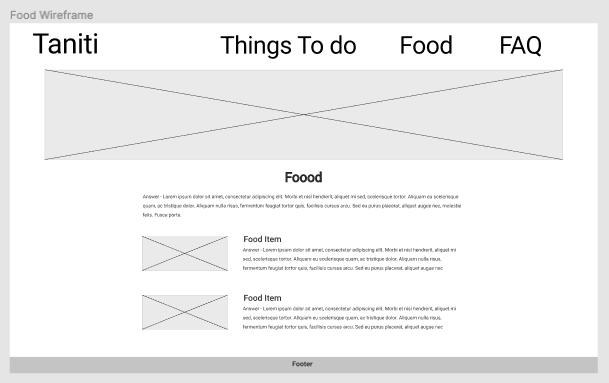 Food Wireframe
Taniti Things To do Food FAQ
Foood
Answer - Lorem ipsum dolor sit amet, consectetur adipiscing elit. Morbi et nisl hendrerit, aliquet mi sed, scelerisque tortor. Aliquam eu scelerisque
quam, ac tristique dolor. Aliquam nulla risus, fermentum feugiat tortor quis, facilisis cursus arcu. Sed eu purus placerat, aliquet augue nec, molestie
felis. Fusce porta.
Food Item
Answer - Lorem ipsum dolor sit amet, consectetur adipiscing elit. Morbi et nisl hendrerit, aliquet mi
sed, scelerisque tortor. Aliquam eu scelerisque quam, ac tristique dolor. Aliquam nulla risus,
fermentum feugiat tortor quis, facilisis cursus arcu. Sed eu purus placerat, aliquet augue nec
Food Item
Answer - Lorem ipsum dolor sit amet, consectetur adipiscing elit. Morbi et nisl hendrerit, aliquet mi
sed, scelerisque tortor. Aliquam eu scelerisque quam, ac tristique dolor. Aliquam nulla risus,
fermentum feugiat tortor quis, facilisis cursus arcu. Sed eu purus placerat, aliquet augue nec
Footer